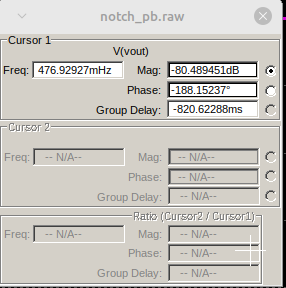 notch_pb.raw
Cursor 1
V(vout)
Freq: 476.92927mHz Mag: -80.489451dB
Phase: -188.15237°
Group Delay: -820.62288ms
Cursor 2
Freq: -- N/A-- Mag: -- N/A--
Phase: -- N/A--
Group Delay: -- N/A--
Ratio (Cursor2 / Cursor1)
Freq: -- N/A-- Mag: -- N/A--
Phase: -- N/A--
Group Delay: -- N/A--